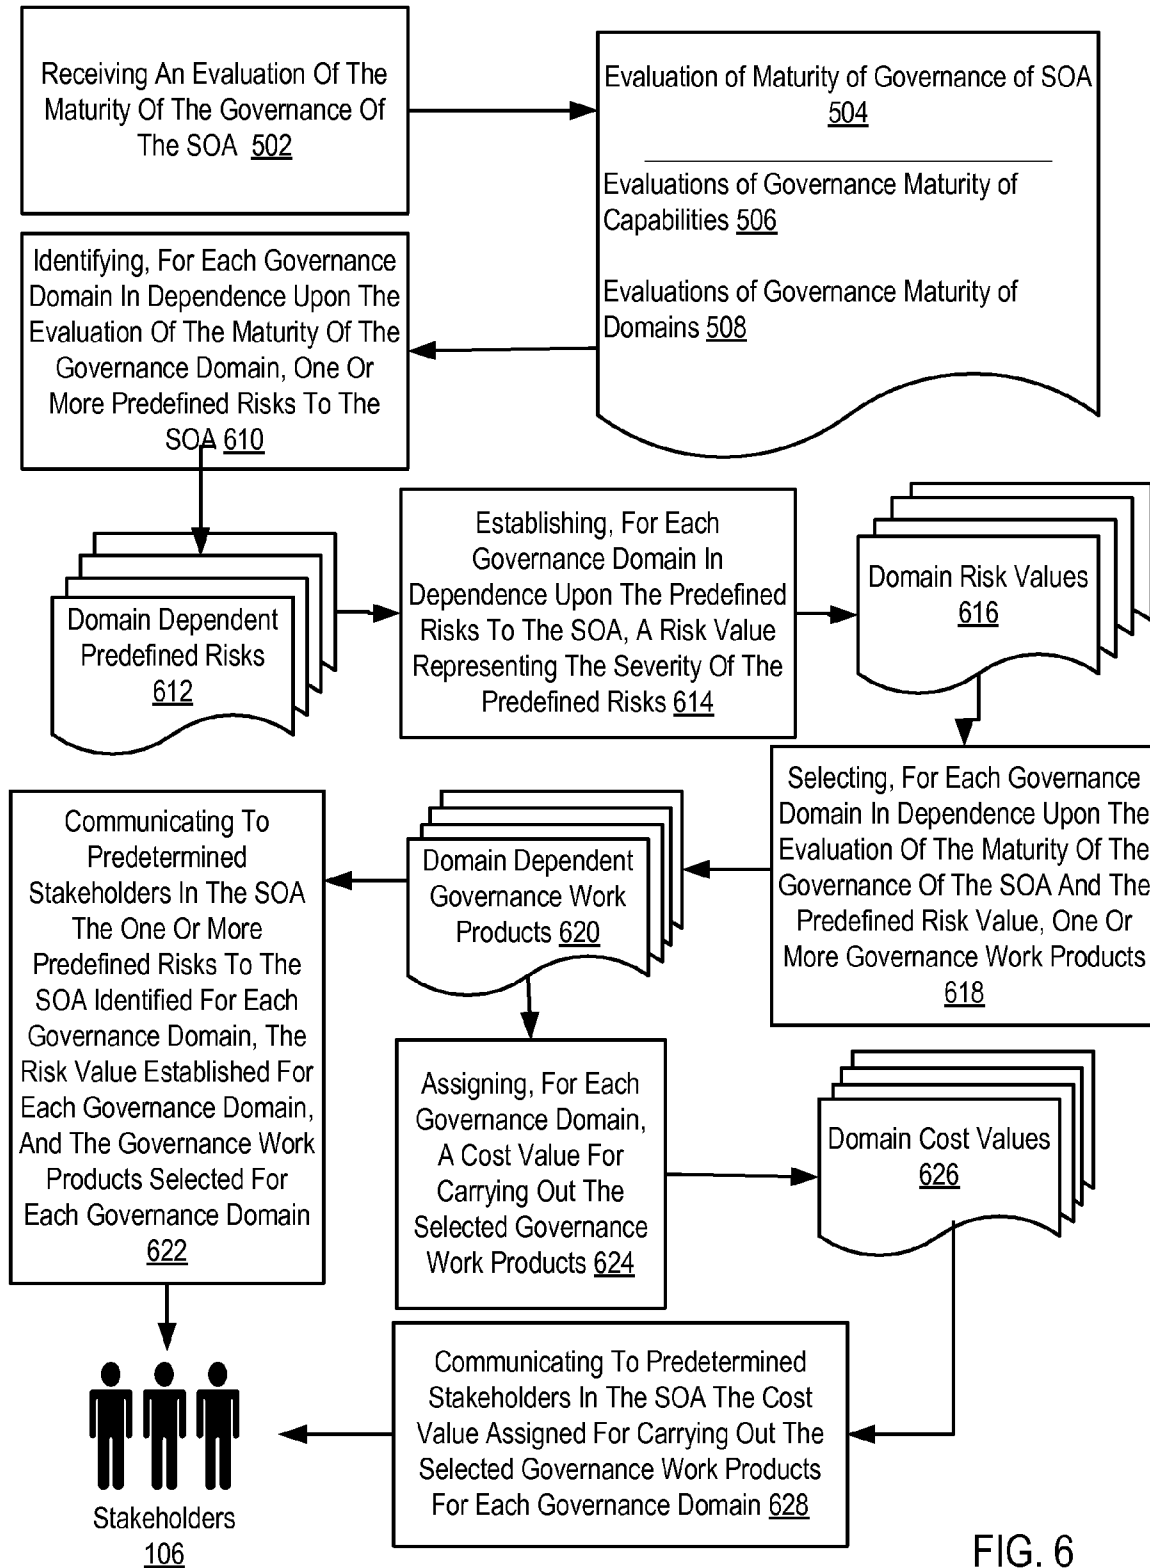 Receiving An Evaluation Of The
Maturity Of The Governance Of
The SOA 502
Evaluation of Maturity of Governance of SOA
504
Evaluations of Governance Maturity of
Capabilities 506
Evaluations of Governance Maturity of
Domains 508
Identifying, For Each Governance
Domain In Dependence Upon The
Evaluation Of The Maturity Of The
Governance Domain, One Or
More Predefined Risks To The
SOA 610
Domain Dependent
Predefined Risks
612
Establishing, For Each
Governance Domain In
Dependence Upon The Predefined
Risks To The SOA, A Risk Value
Representing The Severity Of The
Predefined Risks 614
Domain Risk Values
616
Selecting, For Each Governance
Domain In Dependence Upon The
Evaluation Of The Maturity Of The
Governance Of The SOA And The
Predefined Risk Value, One Or
More Governance Work Products
618
Domain Dependent
Governance Work
Products 620
Communicating To
Predetermined
Stakeholders In The SOA
The One Or More
Predefined Risks To The
SOA Identified For Each
Governance Domain, The
Risk Value Established For
Each Governance Domain,
And The Governance Work
Products Selected For
Each Governance Domain
622
Assigning, For Each
Governance Domain,
A Cost Value For
Carrying Out The
Selected Governance
Work Products 624
Domain Cost Values
626
Communicating To Predetermined
Stakeholders In The SOA The Cost
Value Assigned For Carrying Out The
Selected Governance Work Products
For Each Governance Domain 628
Stakeholders
106
FIG. 6